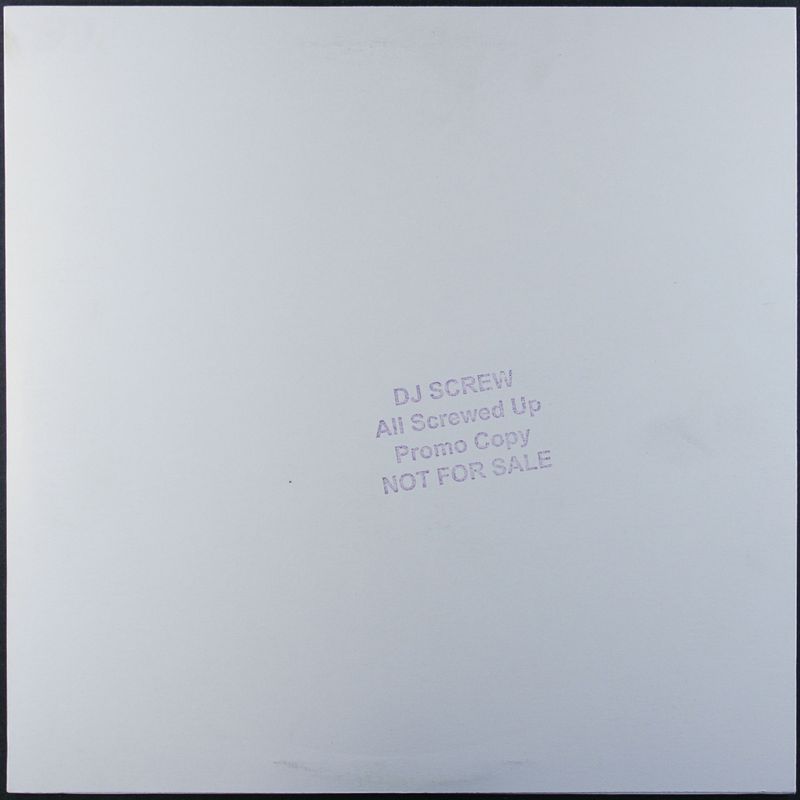 DJ SCREW
All Screwed Up
Promo Copy
NOT FOR SALE